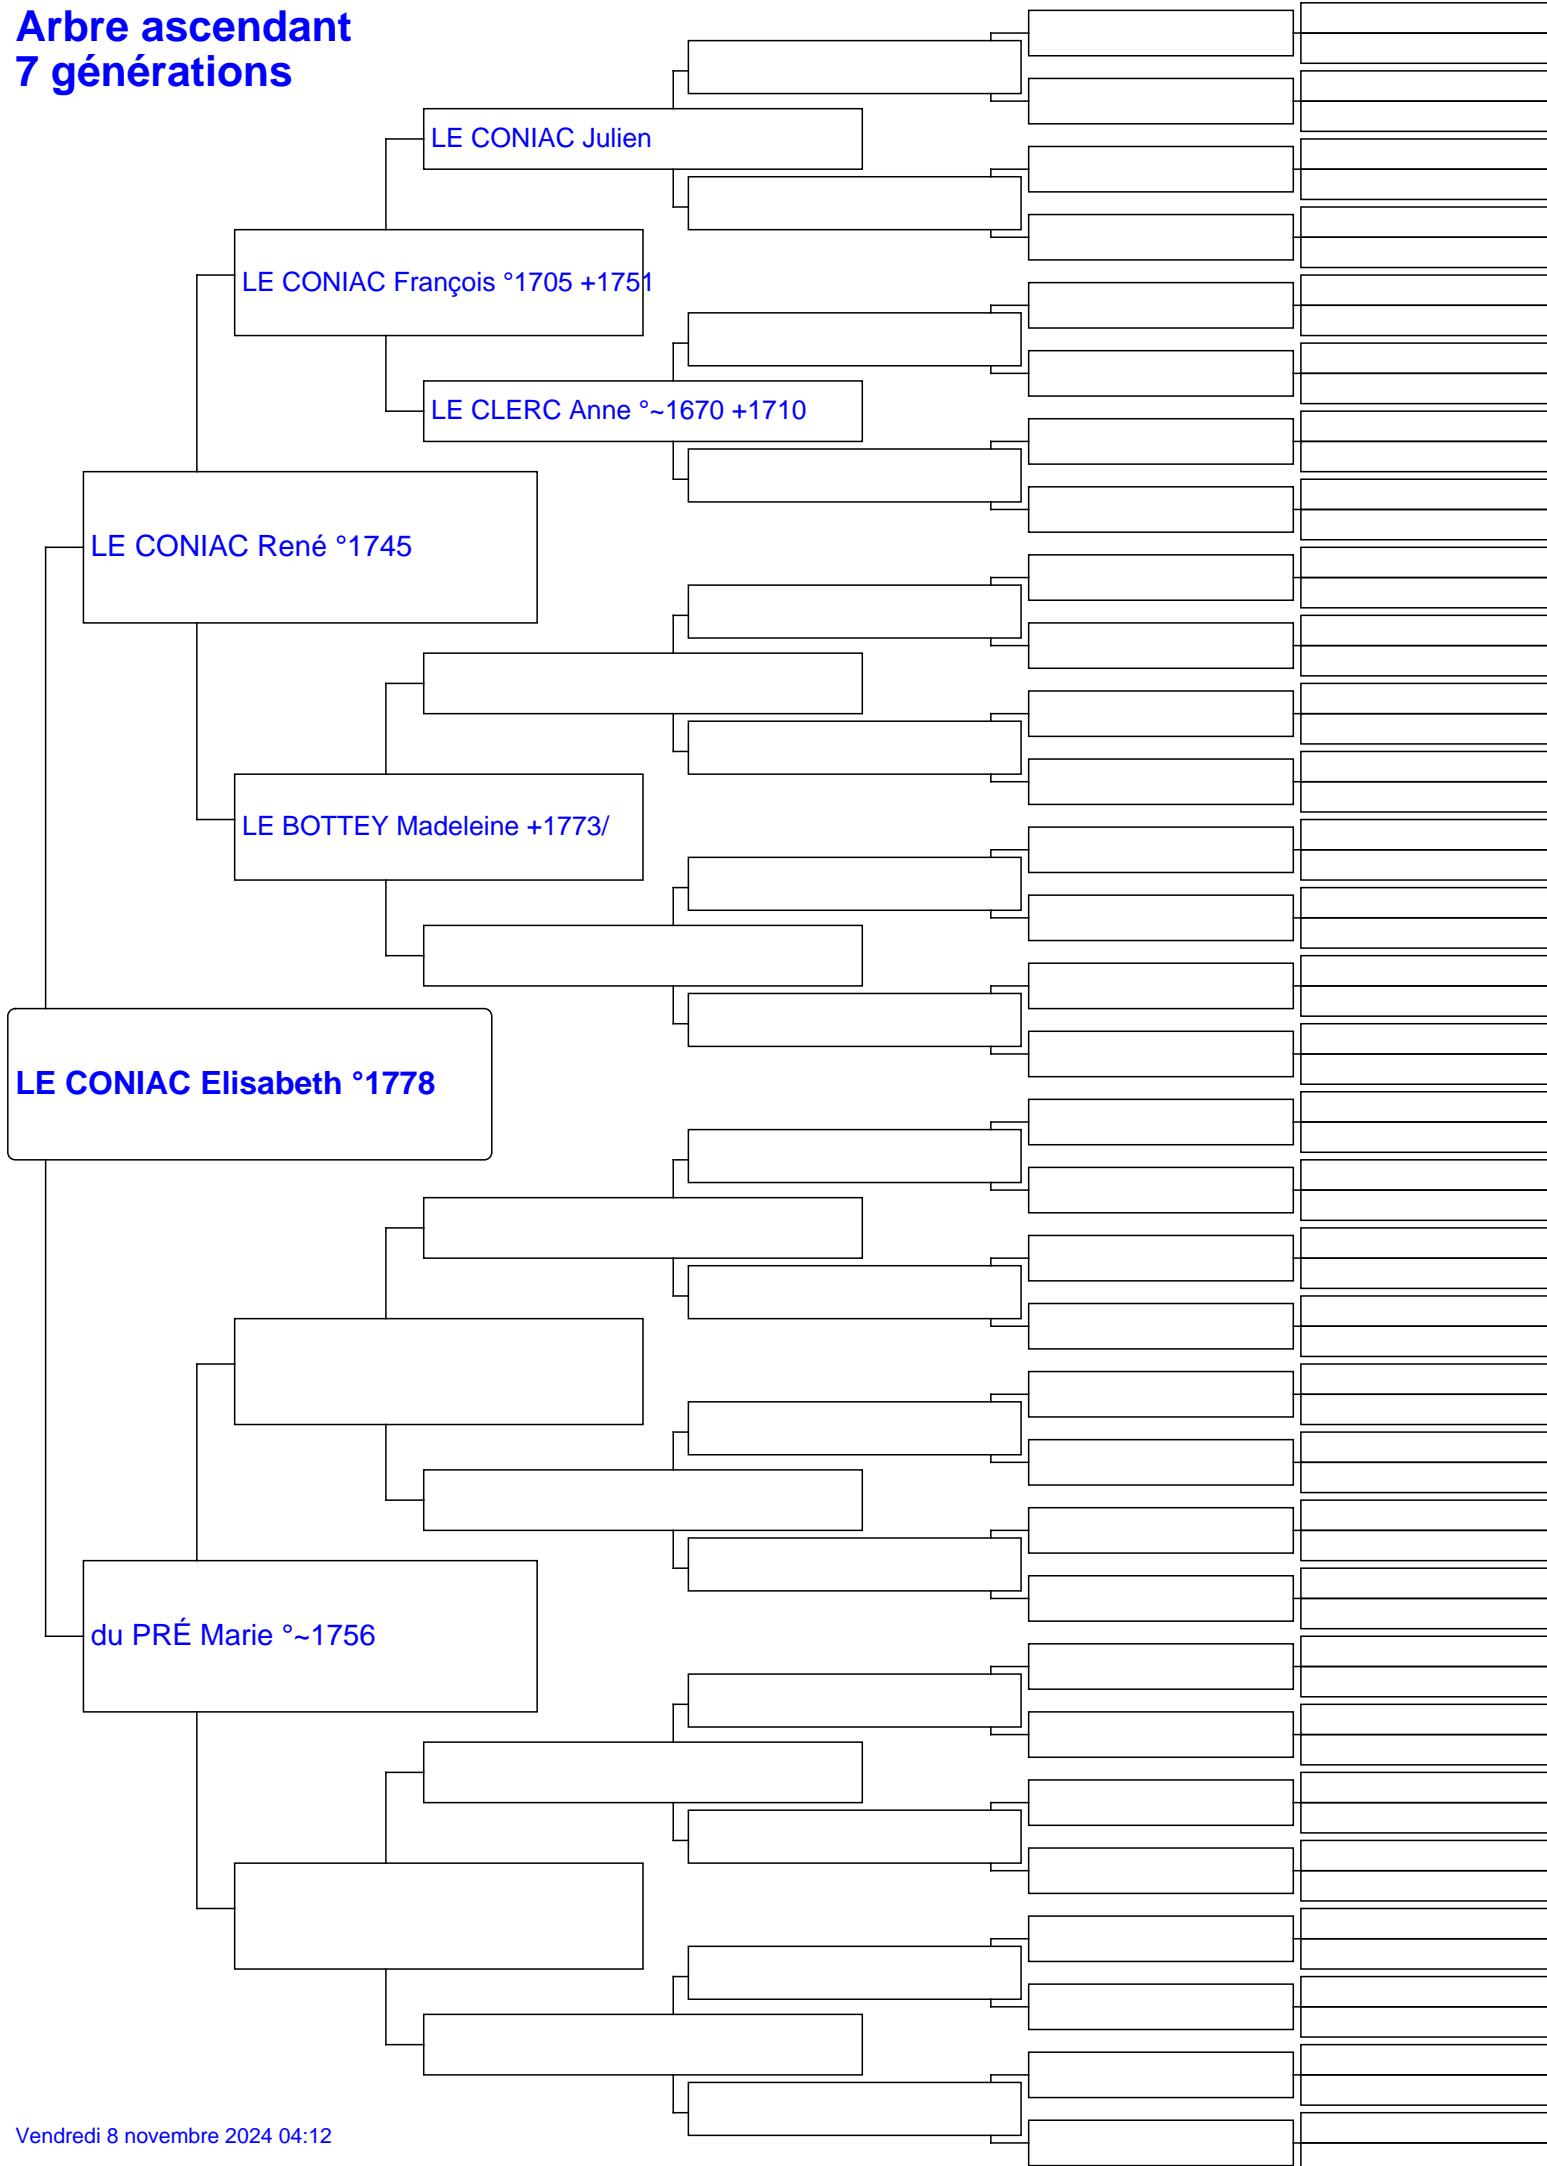 Arbre ascendant
7 générations
LE CONIAC Julien
LE CONIAC François °1705 +1751
LE CLERC Anne °~1670 +1710
LE CONIAC René °1745
LE BOTTEY Madeleine +1773/
LE CONIAC Elisabeth °1778
du PRÉ Marie °~1756
Vendredi 8 novembre 2024 04:12